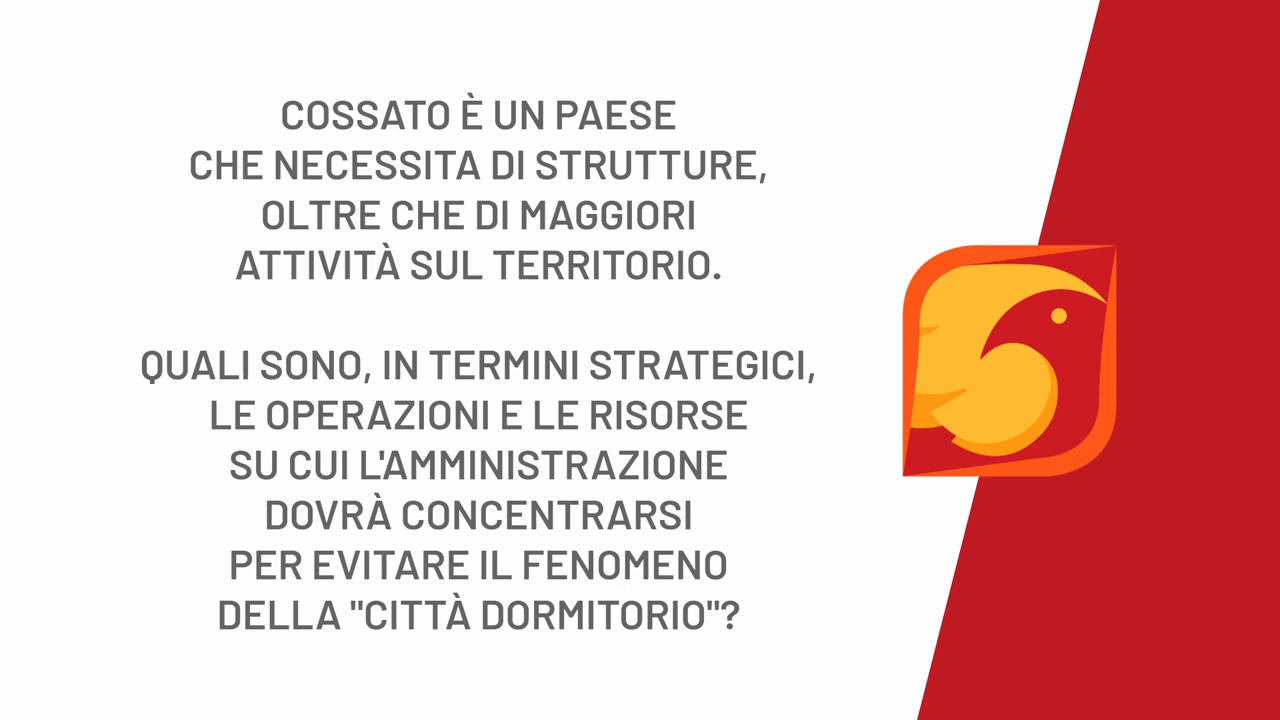 COSSATO È UN PAESE
CHE NECESSITA DI STRUTTURE,
OLTRE CHE DI MAGGIORI
ATTIVITÀ SUL TERRITORIO.
QUALI SONO, IN TERMINI STRATEGICI,
LE OPERAZIONI E LE RISORSE
SU CUI L'AMMINISTRAZIONE
DOVRÀ CONCENTRARSI
PER EVITARE IL FENOMENO
DELLA "CITTÀ DORMITORIO"?